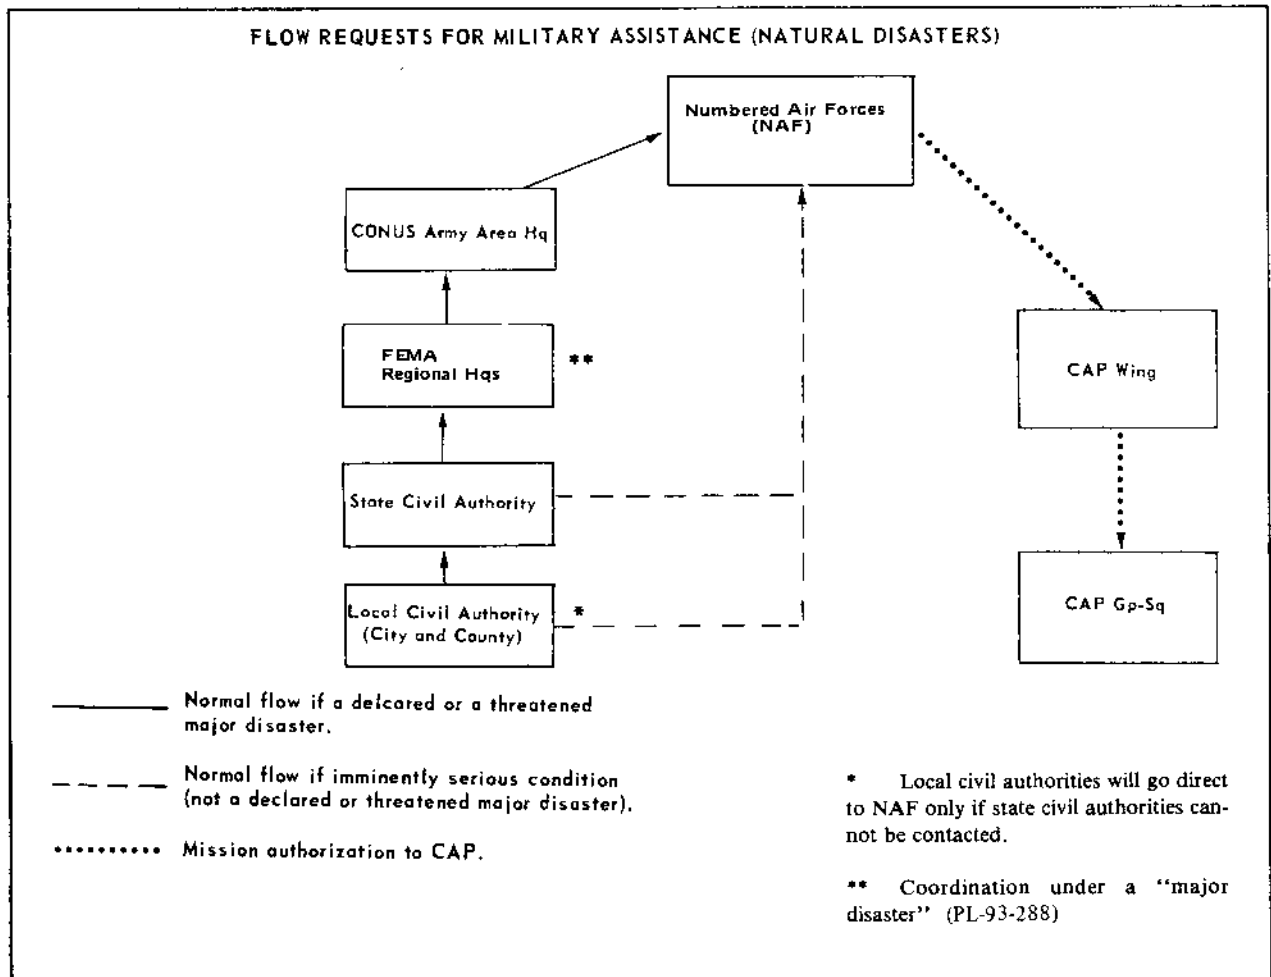 FLOW REQUESTS FOR MILITARY ASSISTANCE (NATURAL DISASTERS)
Numbered Air Forces
(NAF)
CONUS Army Area Hq
FEMA
Regional Hqs
**
CAP Wing
State Civil Authority
Local Civil Authority
(City and County)
*
CAP Gp-Sq
Normal flow if a delcared or a threatened
major disaster.
Normal flow if imminently serious condition
(not a declared or threatened major disaster).
Mission authorization to CAP.
* Local civil authorities will go direct
to NAF only if state civil authorities can-
not be contacted.
** Coordination under a “major
disaster” (PL-93-288)